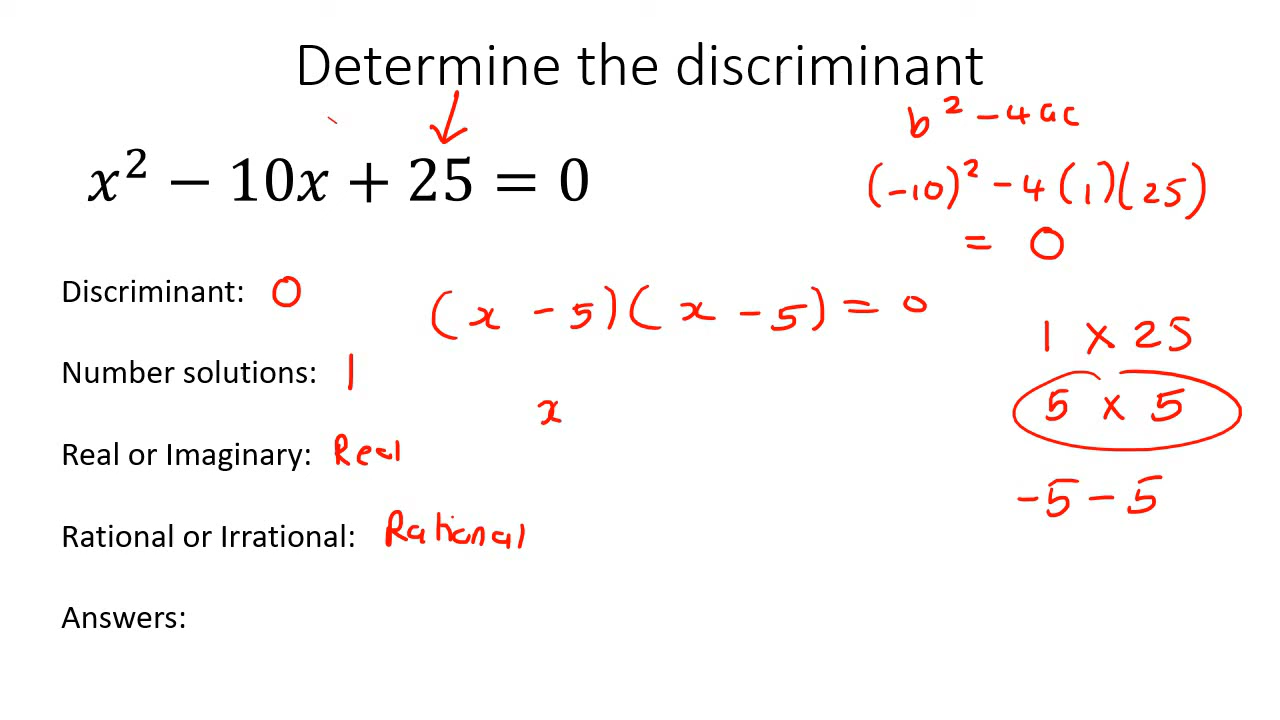 Determine the discriminant
b² - 4ac
x² − 10x + 25 = 0
(-10)² - 4(1)(25)
= 0
Discriminant: 0
(x - 5)(x - 5) = 0
1 x 25
Number solutions: 1
x
5 x 5
Real or Imaginary: Real
-5 - 5
Rational or Irrational: Rational
Answers: